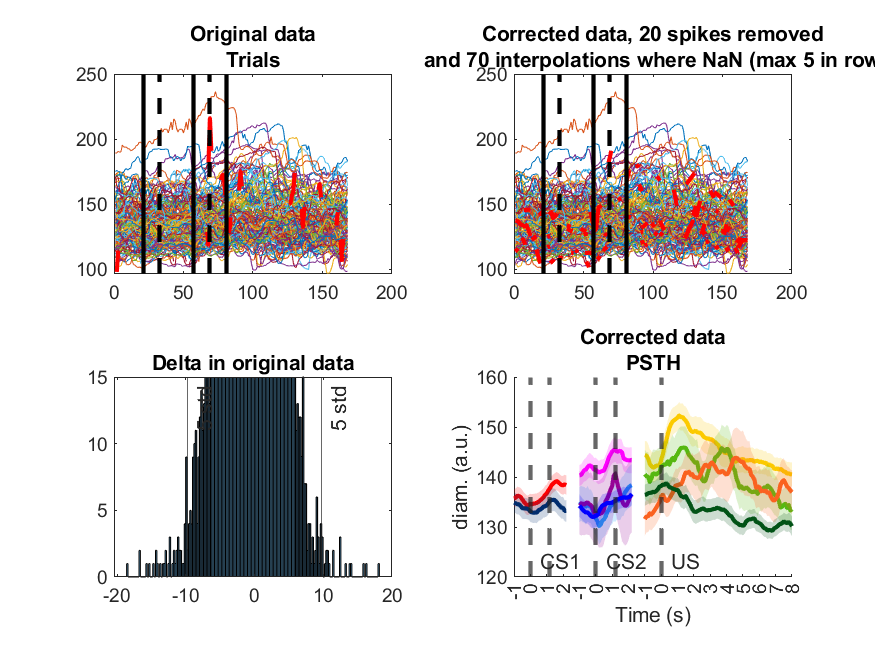 Original data
Trials
250
200
150
100
0 50 100 150 200
Corrected data, 20 spikes removed
and 70 interpolations where NaN (max 5 in row
250
200
150
100
0 50 100 150 200
Delta in original data
15
10
5
0
-20 -10 0 10 20
5 std
Corrected data
PSTH
160
150
140
130
120
diam. (a.u.)
CS1 CS2 US
-1 0 1 2 -1 0 1 2 -1 0 1 2 3 4 5 6 7 8
Time (s)